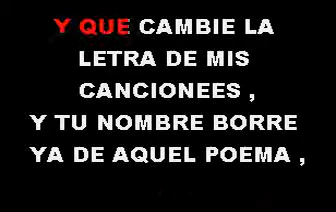 Y QUE CAMBIE LA
LETRA DE MIS
CANCIONEES ,
Y TU NOMBRE BORRE
YA DE AQUEL POEMA ,